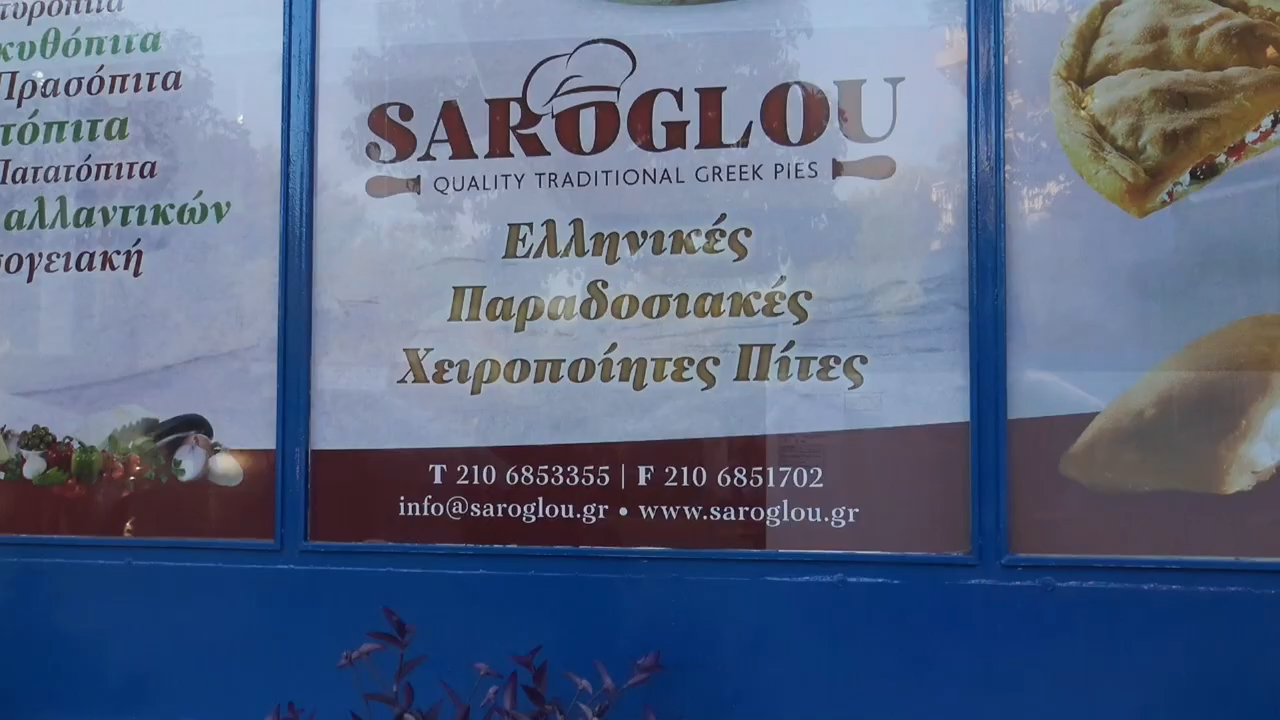 Πρασόπιτα
Πατατόπιτα
αλλαντικών
SAROGLOU
QUALITY TRADITIONAL GREEK PIES
Ελληνικές
Παραδοσιακές
Χειροποίητες Πίτες
T 210 6853355 | F 210 6851702
info@saroglou.gr • www.saroglou.gr